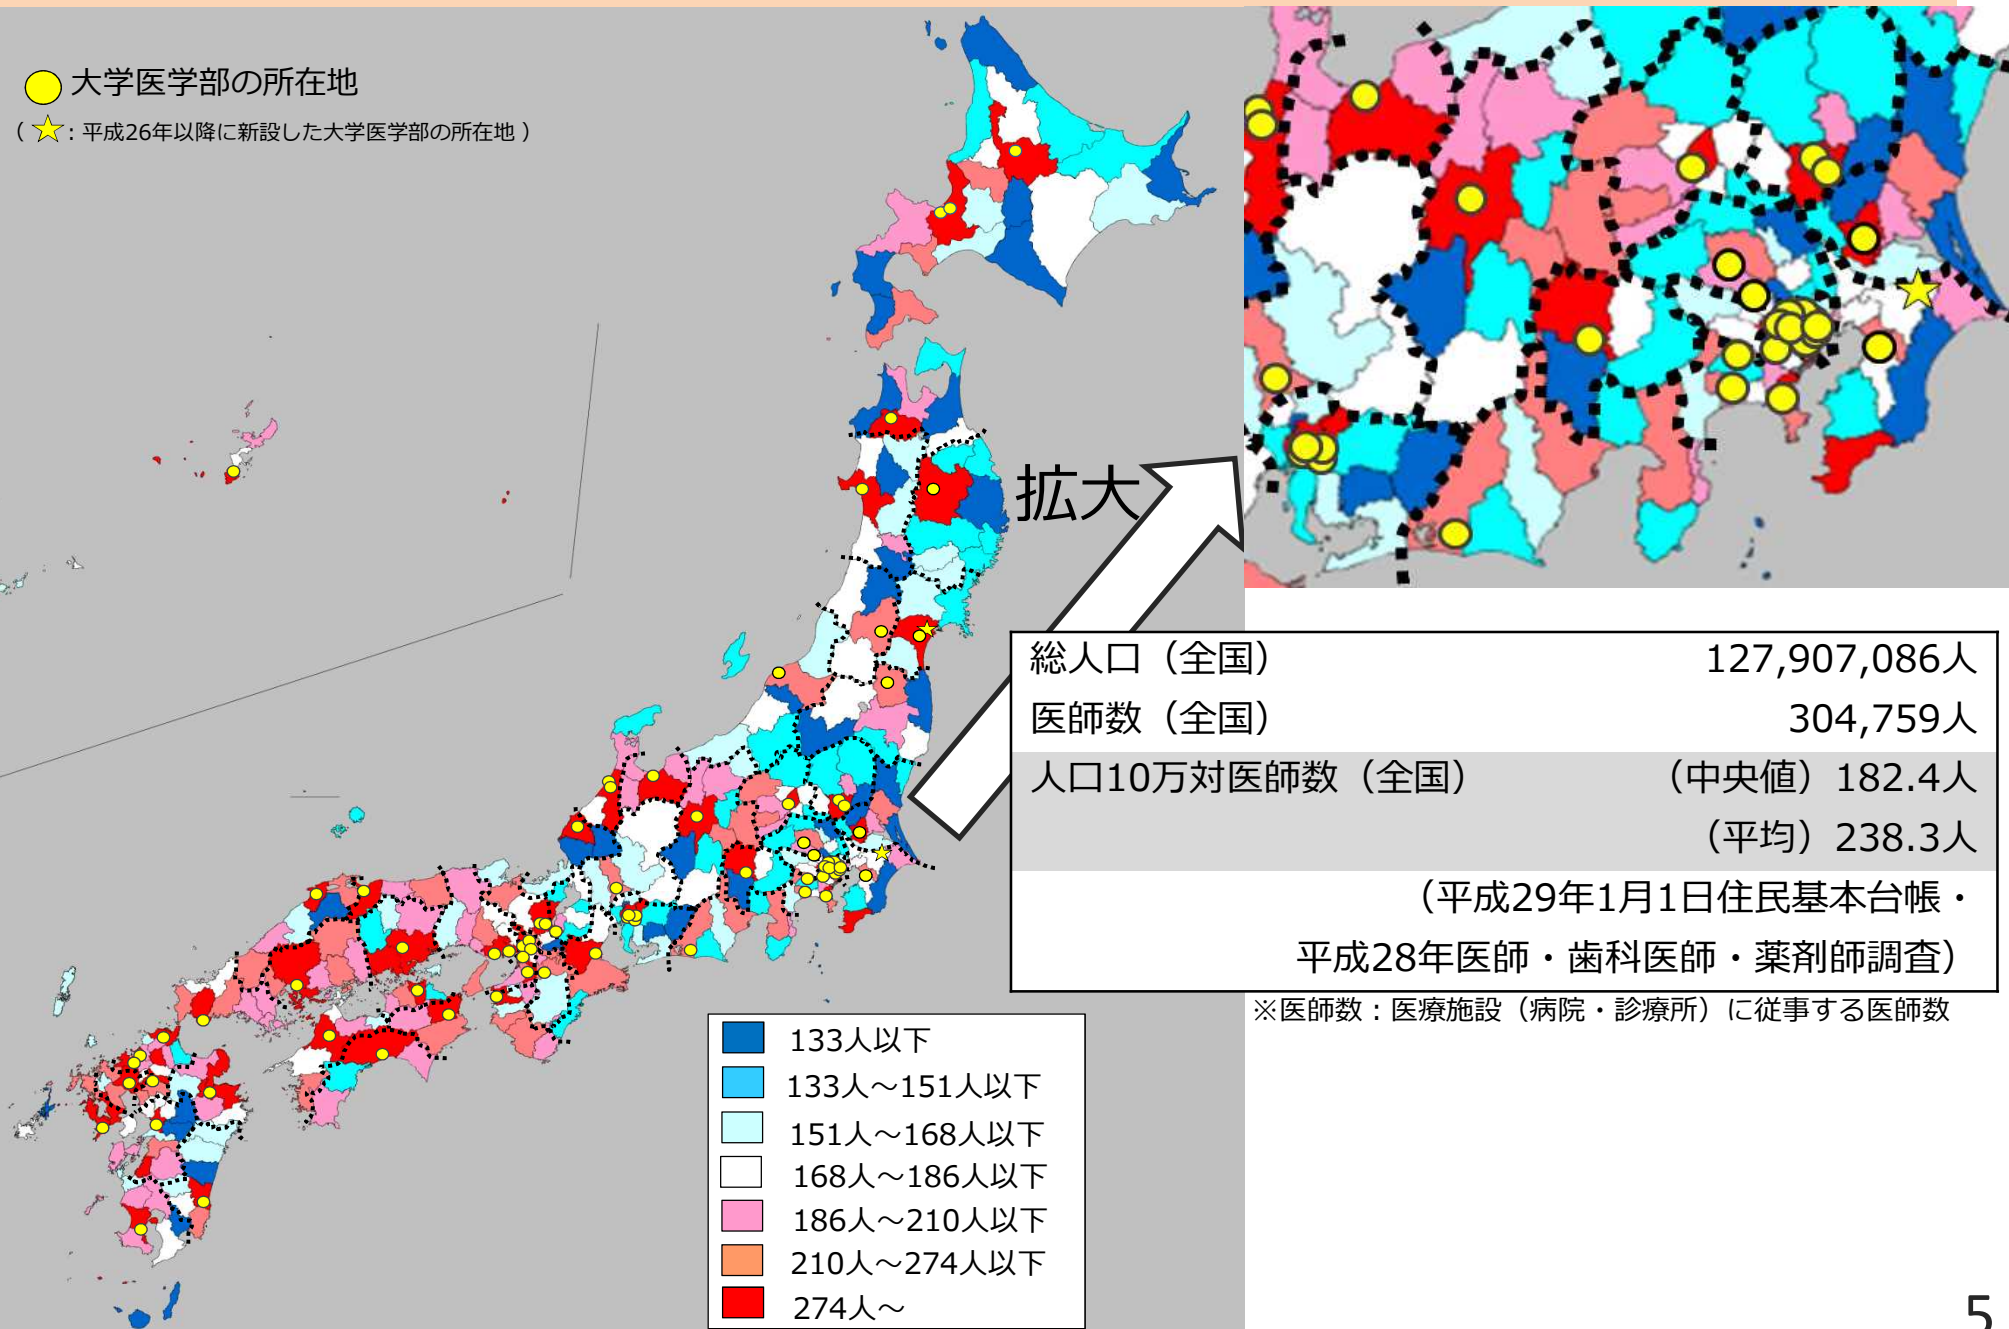 大学医学部の所在地
( ☆：平成26年以降に新設した大学医学部の所在地 )
拡大
総人口（全国） 127,907,086人
医師数（全国） 304,759人
人口10万対医師数（全国） （中央値）182.4人
（平均）238.3人
（平成29年1月1日住民基本台帳・
平成28年医師・歯科医師・薬剤師調査）
※医師数：医療施設（病院・診療所）に従事する医師数
133人以下
133人～151人以下
151人～168人以下
168人～186人以下
186人～210人以下
210人～274人以下
274人～
5